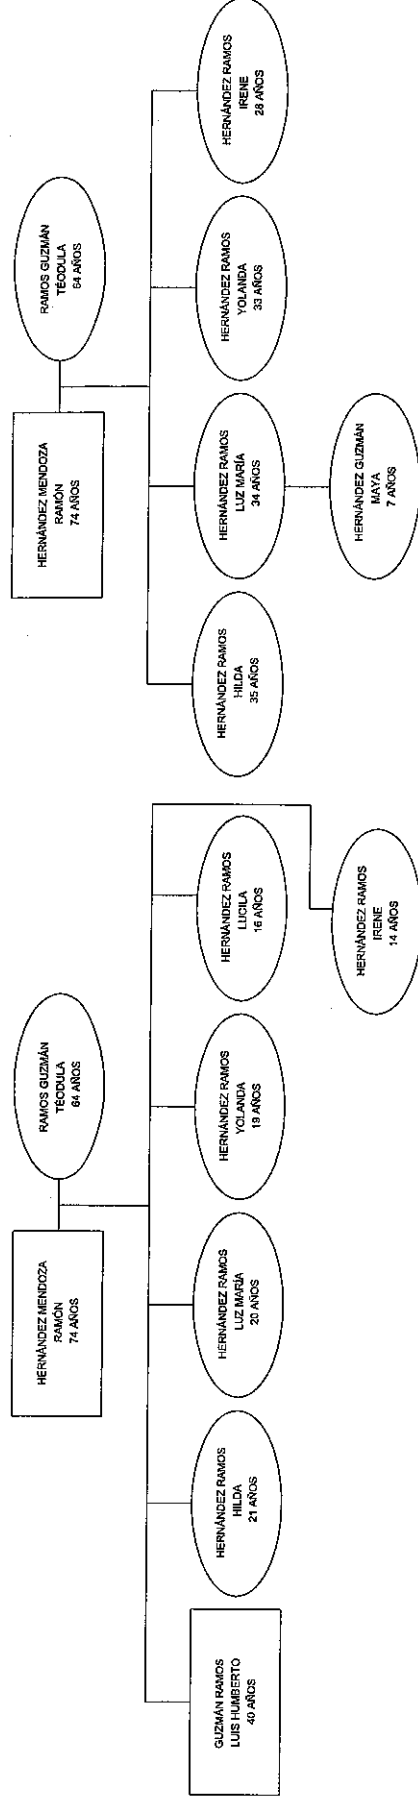 HERNÁNDEZ MENDOZA
RAMÓN
74 AÑOS
RAMOS GUZMÁN
TÉODULA
64 AÑOS
GUZMÁN RAMOS
LUIS HUMBERTO
40 AÑOS
HERNÁNDEZ RAMOS
HILDA
21 AÑOS
HERNÁNDEZ RAMOS
LUZ MARÍA
20 AÑOS
HERNÁNDEZ RAMOS
YOLANDA
19 AÑOS
HERNÁNDEZ RAMOS
LUCILA
16 AÑOS
HERNÁNDEZ RAMOS
IRENE
14 AÑOS
HERNÁNDEZ MENDOZA
RAMÓN
74 AÑOS
RAMOS GUZMÁN
TÉODULA
64 AÑOS
HERNÁNDEZ RAMOS
HILDA
35 AÑOS
HERNÁNDEZ RAMOS
LUZ MARÍA
34 AÑOS
HERNÁNDEZ RAMOS
YOLANDA
33 AÑOS
HERNÁNDEZ RAMOS
IRENE
28 AÑOS
HERNÁNDEZ GUZMÁN
MAYA
7 AÑOS